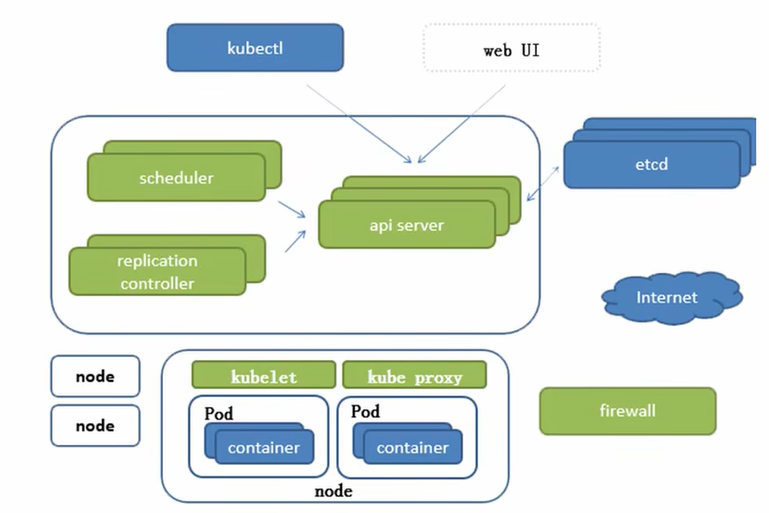 kubectl
web UI
scheduler
etcd
api server
replication
controller
Internet
node
kubelet
kube proxy
node
Pod
Pod
container
container
firewall
node